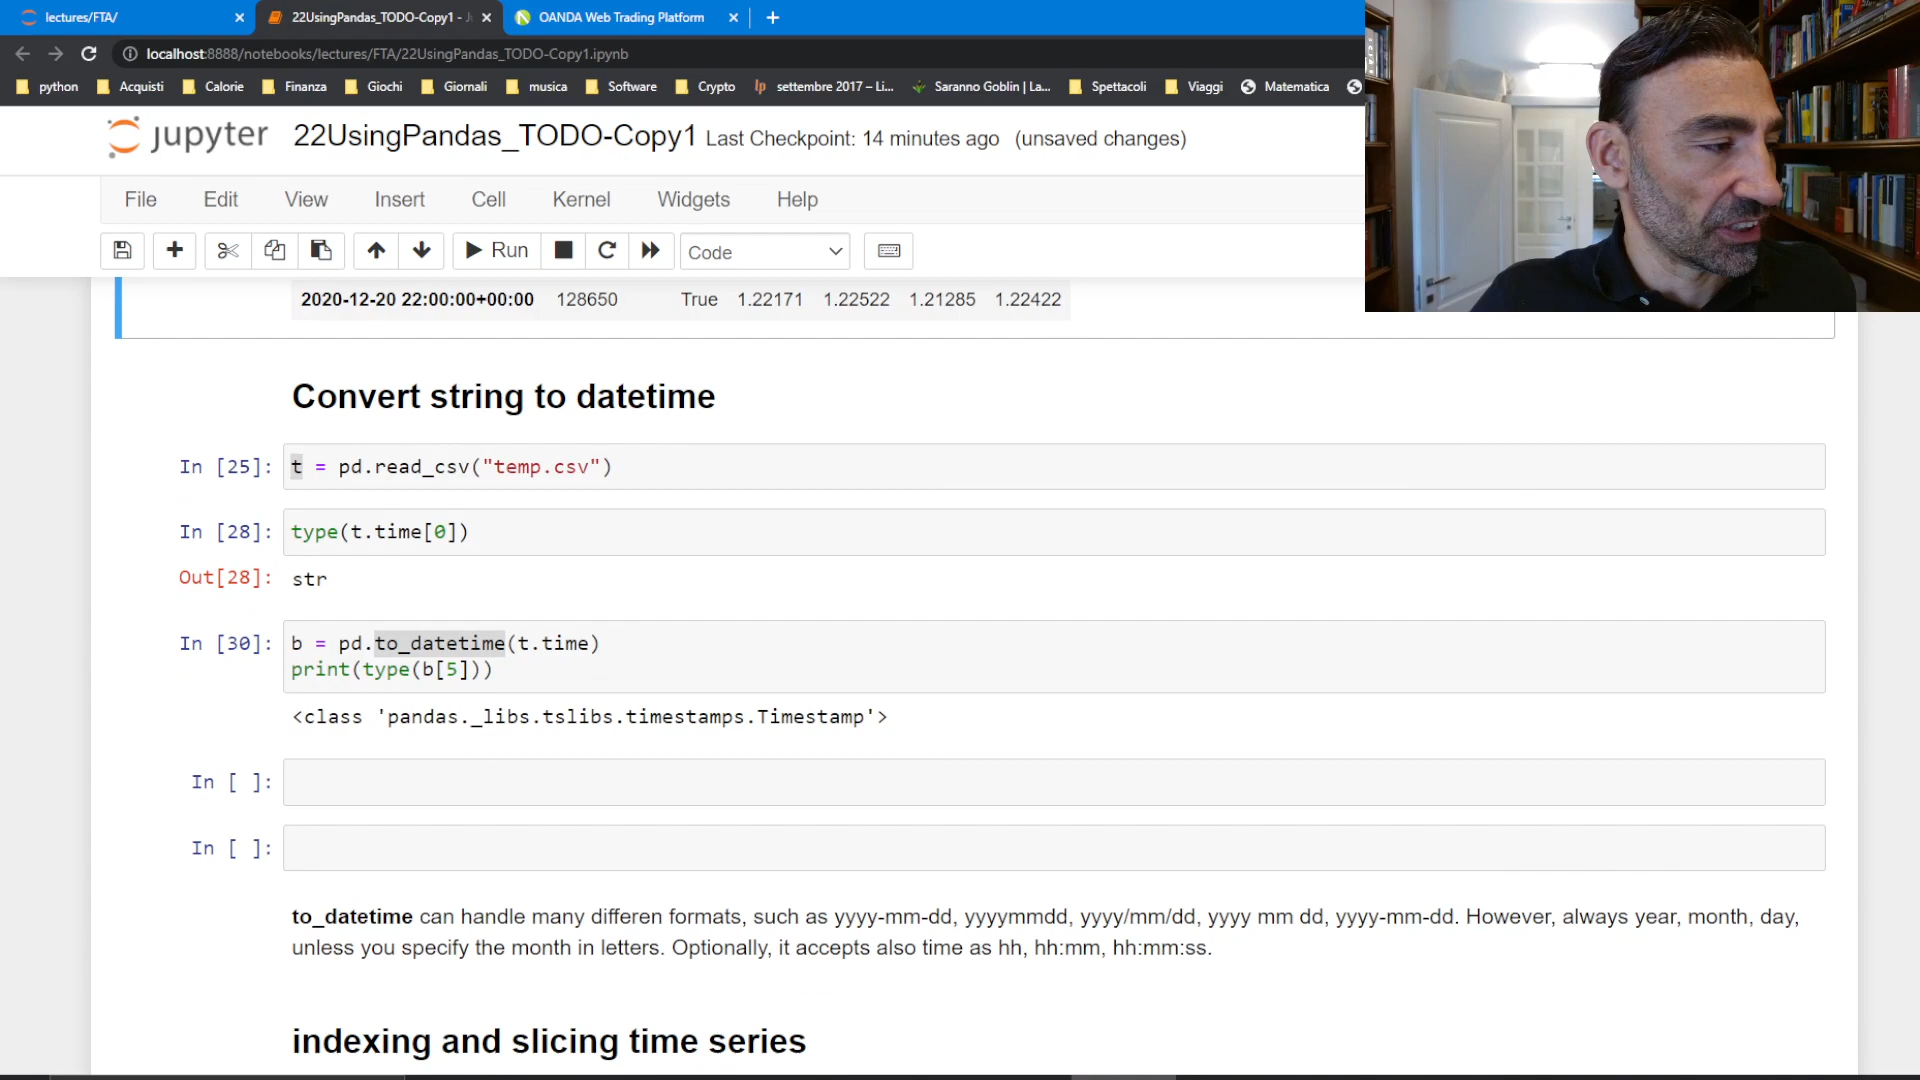 lectures/FTA/
22UsingPandas_TODO-Copy1 - J
OANDA Web Trading Platform
localhost:8888/notebooks/lectures/FTA/22UsingPandas_TODO-Copy1.ipynb
python Acquisti Calorie Finanza Giochi Giornali musica Software Crypto lp settembre 2017 – Li... Saranno Goblin | La... Spettacoli Viaggi Matematica
jupyter 22UsingPandas_TODO-Copy1 Last Checkpoint: 14 minutes ago (unsaved changes)
File Edit View Insert Cell Kernel Widgets Help
Run Code
2020-12-20 22:00:00+00:00 128650 True 1.22171 1.22522 1.21285 1.22422
Convert string to datetime
In [25]: t = pd.read_csv("temp.csv")
In [28]: type(t.time[0])
Out[28]: str
In [30]: b = pd.to_datetime(t.time)
print(type(b[5]))
<class 'pandas._libs.tslibs.timestamps.Timestamp'>
In [ ]:
In [ ]:
to_datetime can handle many differen formats, such as yyyy-mm-dd, yyyymmdd, yyyy/mm/dd, yyyy mm dd, yyyy-mm-dd. However, always year, month, day,
unless you specify the month in letters. Optionally, it accepts also time as hh, hh:mm, hh:mm:ss.
indexing and slicing time series